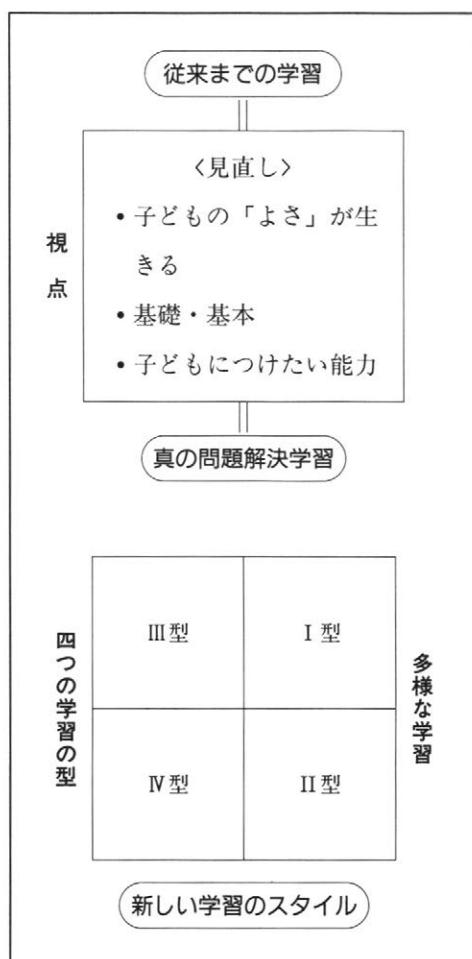 従来までの学習
視点
〈見直し〉
• 子どもの「よさ」が生
きる
• 基礎・基本
• 子どもにつけたい能力
真の問題解決学習
四つの学習の型
Ⅲ型
Ⅰ型
多様な学習
Ⅳ型
Ⅱ型
新しい学習のスタイル